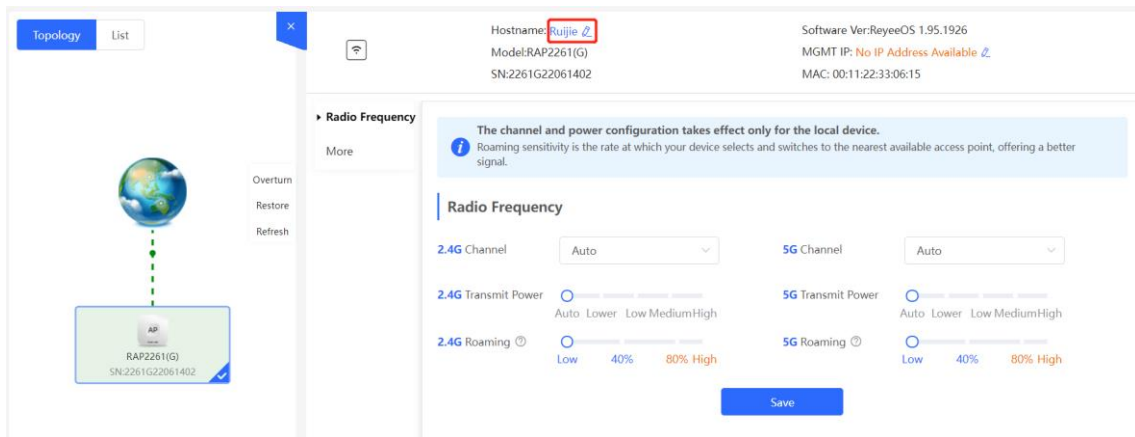 Topology
List
×
Hostname: Ruijie
Model:RAP2261(G)
SN:2261G22061402
Software Ver:ReyeeOS 1.95.1926
MGMT IP: No IP Address Available
MAC: 00:11:22:33:06:15
Overturn
Restore
Refresh
AP
RAP2261(G)
SN:2261G22061402
Radio Frequency
More
The channel and power configuration takes effect only for the local device.
Roaming sensitivity is the rate at which your device selects and switches to the nearest available access point, offering a better
signal.
Radio Frequency
2.4G Channel Auto
5G Channel Auto
2.4G Transmit Power
Auto Lower Low Medium High
5G Transmit Power
Auto Lower Low Medium High
2.4G Roaming ?
Low 40% 80% High
5G Roaming ?
Low 40% 80% High
Save